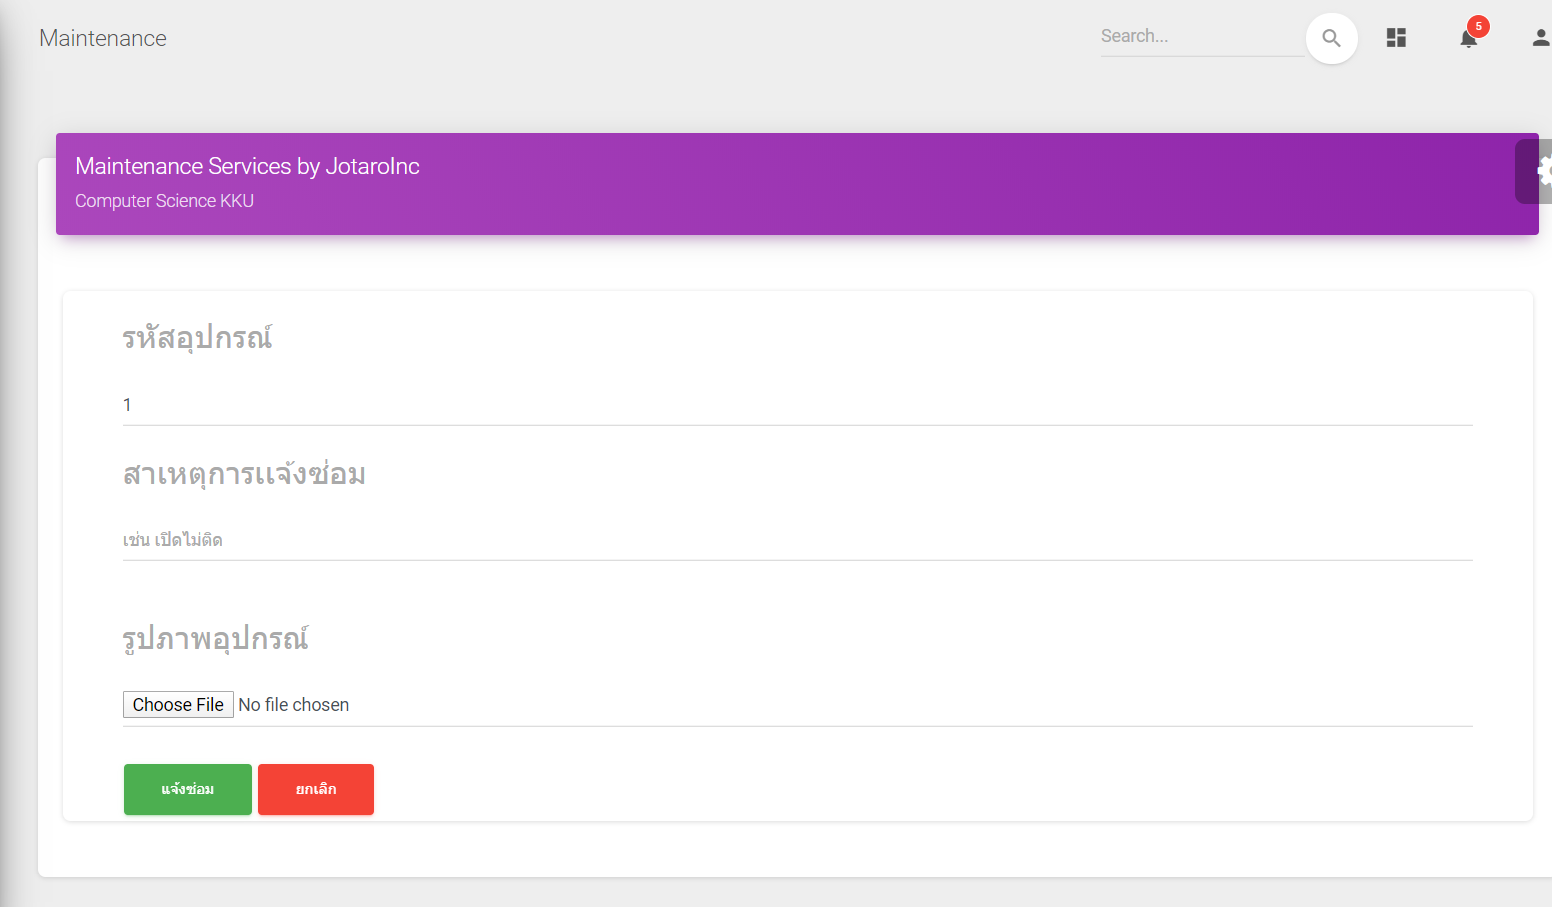 Maintenance
Search...
5
Maintenance Services by JotaroInc
Computer Science KKU
รหัสอุปกรณ์
1
สาเหตุการแจ้งซ่อม
เช่น เปิดไม่ติด
รูปภาพอุปกรณ์
Choose File No file chosen
แจ้งซ่อม ยกเลิก